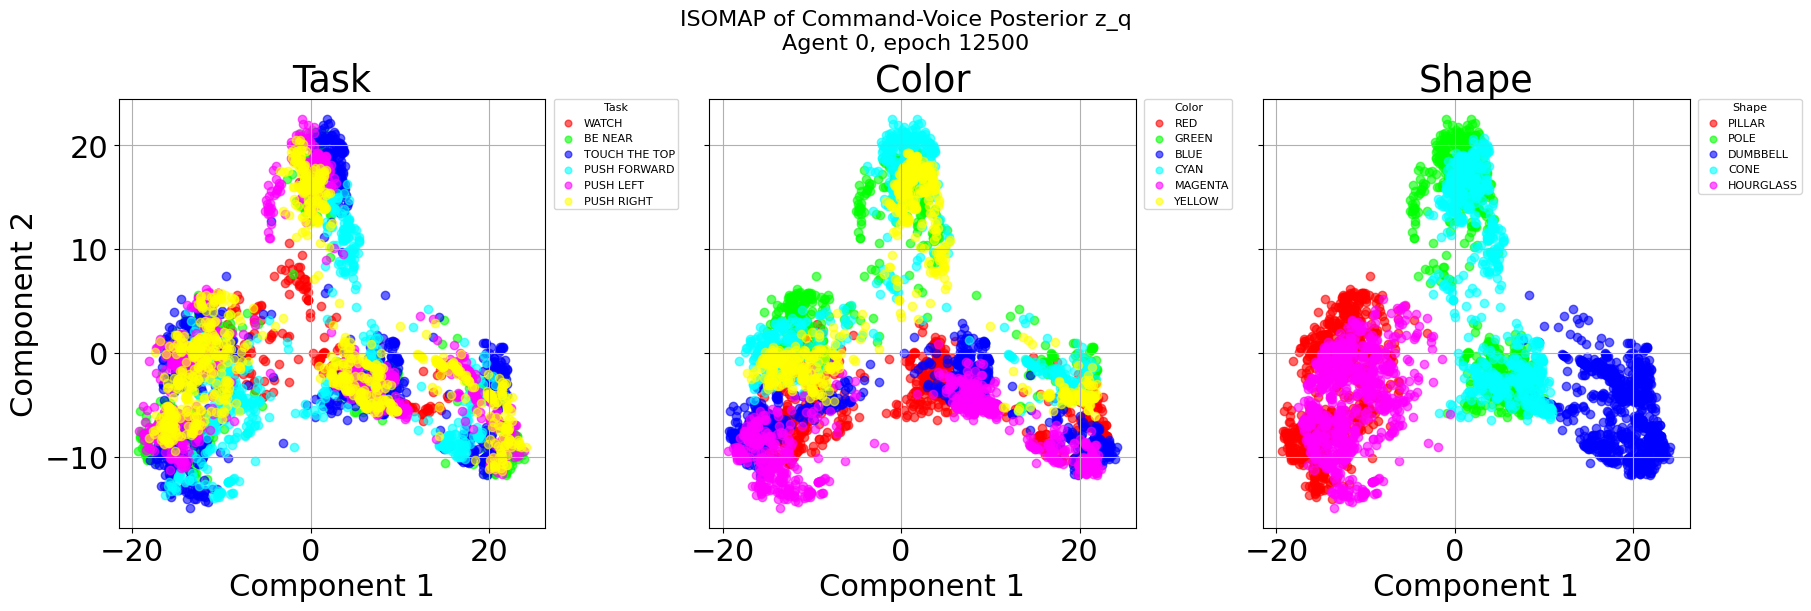 ISOMAP of Command-Voice Posterior z_q
Agent 0, epoch 12500
Task
Color
Shape
Component 2
20
10
0
−10
−20
0
20
Component 1
Task
WATCH
BE NEAR
TOUCH THE TOP
PUSH FORWARD
PUSH LEFT
PUSH RIGHT
−20
0
20
Component 1
Color
RED
GREEN
BLUE
CYAN
MAGENTA
YELLOW
−20
0
20
Component 1
Shape
PILLAR
POLE
DUMBBELL
CONE
HOURGLASS